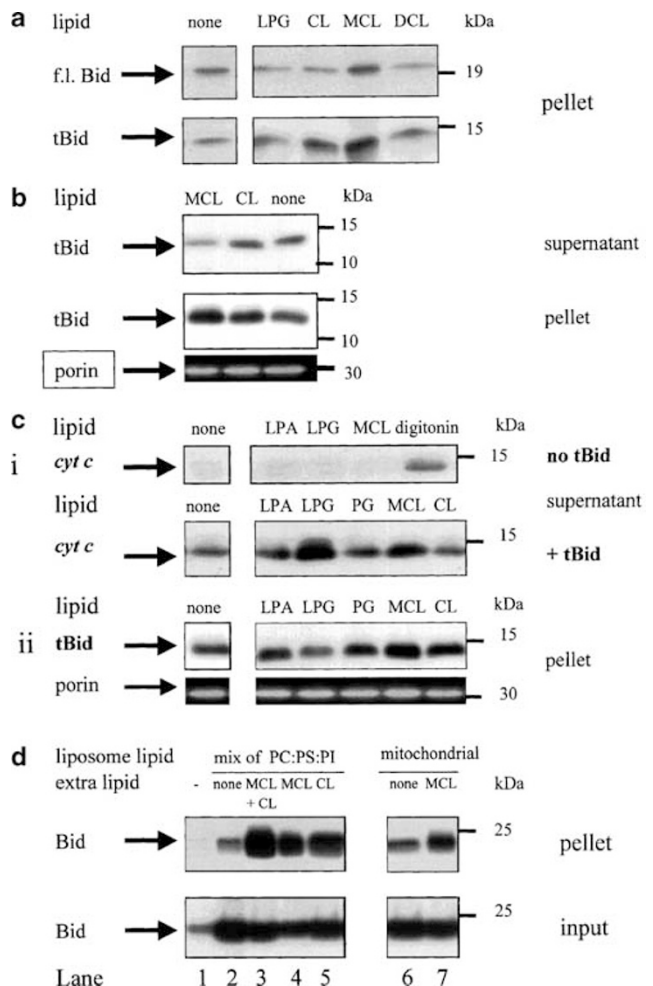 a lipid none LPG CL MCL DCL kDa
f.l. Bid 19
pellet
tBid 15
b lipid MCL CL none kDa
tBid 15 supernatant
10
tBid 15 pellet
10
porin 30
c lipid none LPA LPG MCL digitonin kDa
i cyt c 15 no tBid
lipid none LPA LPG PG MCL CL kDa supernatant
cyt c 15 + tBid
lipid none LPA LPG PG MCL CL kDa
ii tBid 15 pellet
porin 30
d liposome lipid mix of PC:PS:PI mitochondrial
extra lipid - none MCL MCL CL none MCL kDa
+ CL
Bid 25 pellet
Bid 25 input
Lane 1 2 3 4 5 6 7